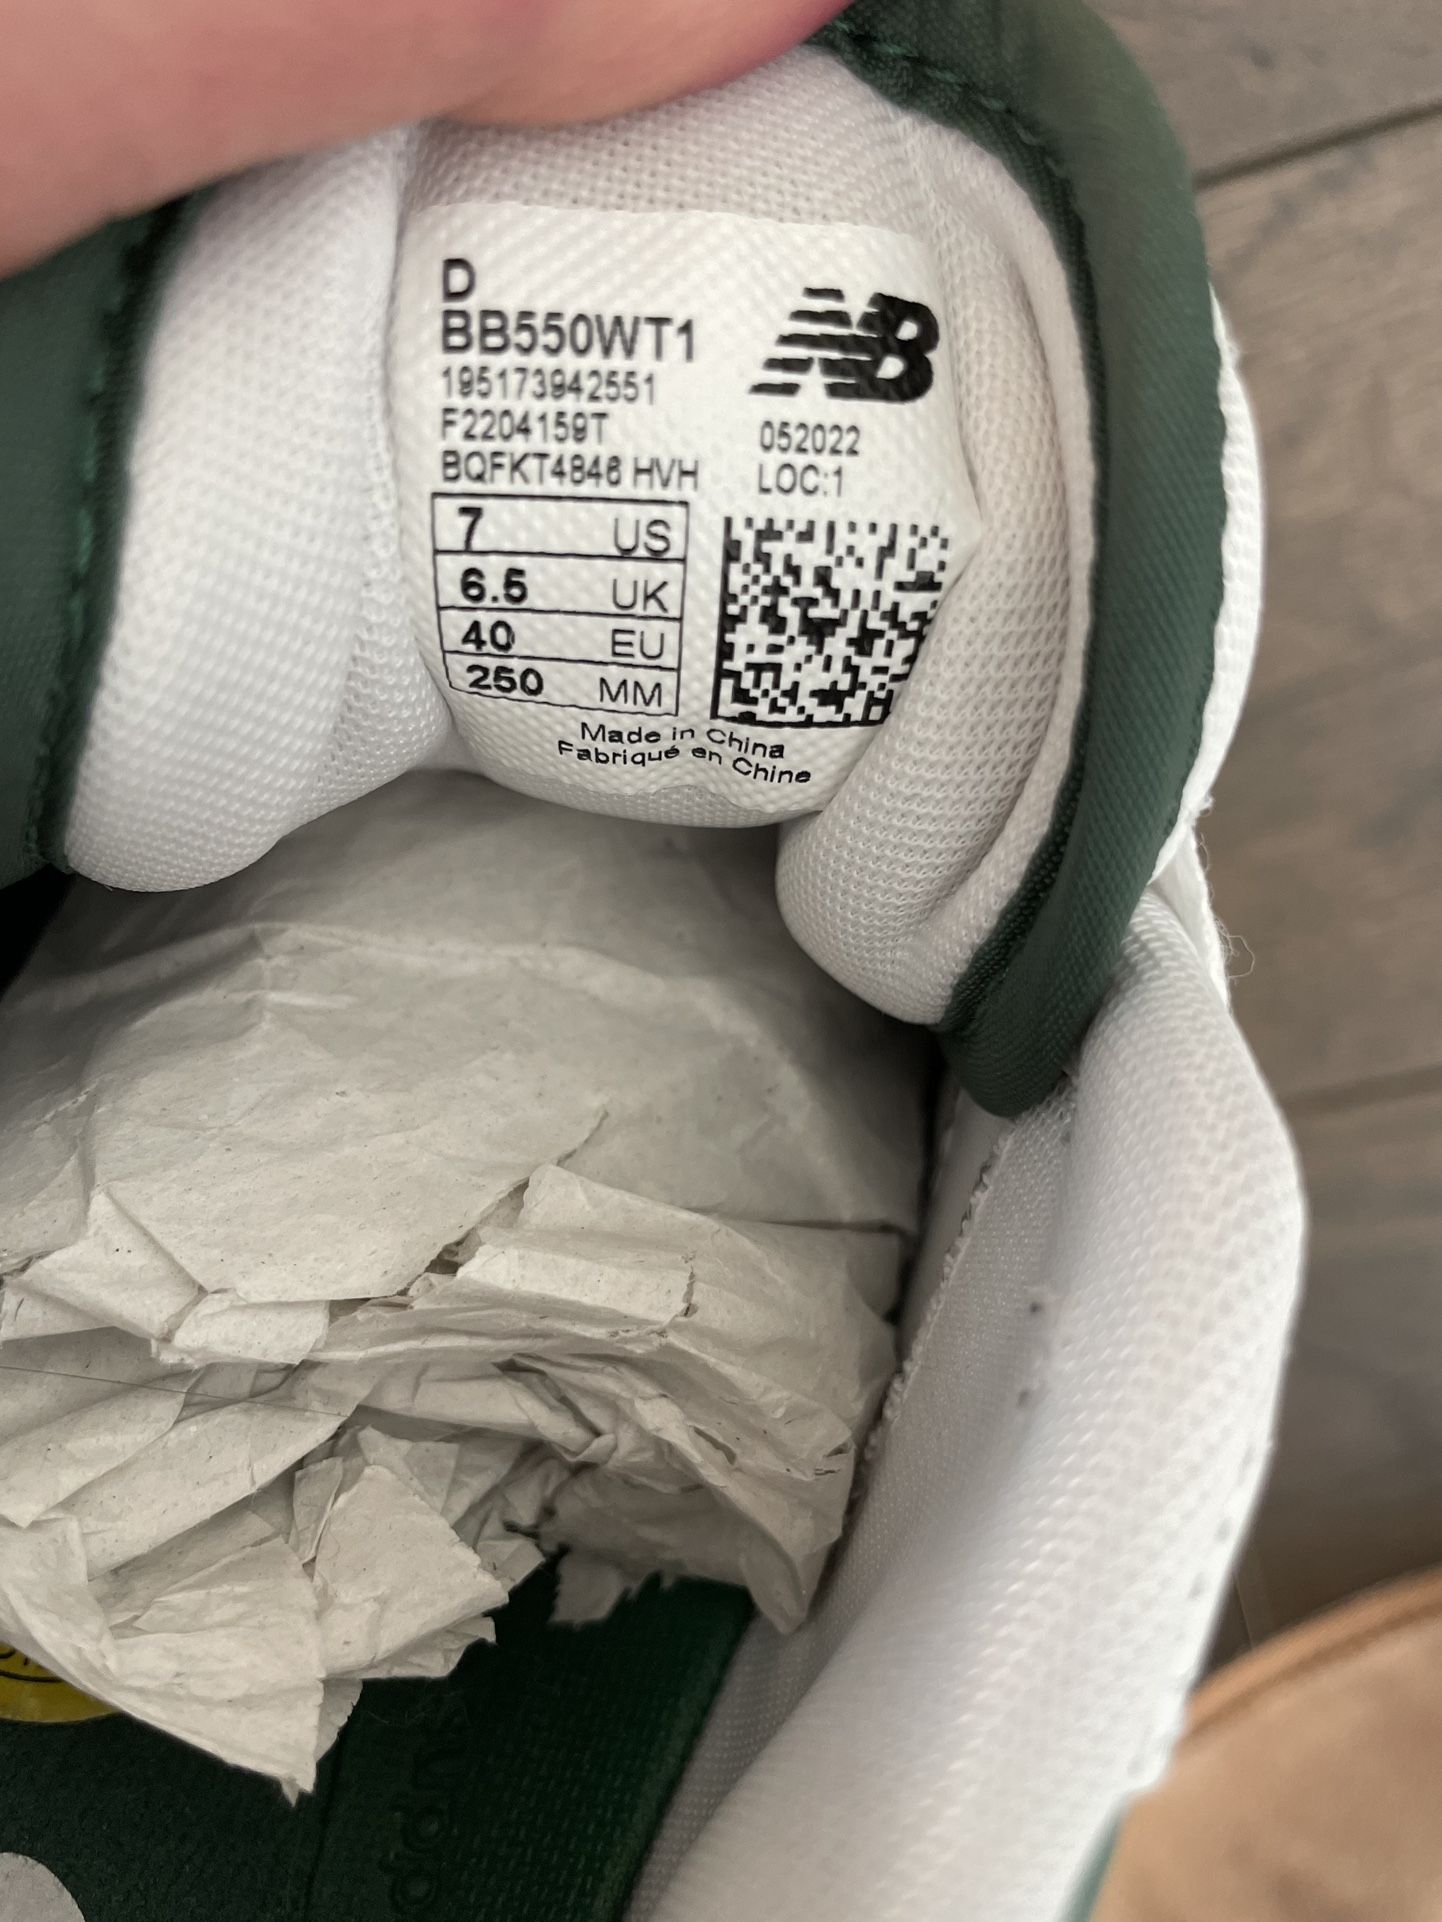 D
BB550WT1
195173942551
F2204159T
BQFKT4846 HVH
NB
052022
LOC:1
7 US
6.5 UK
40 EU
250 MM
Made in China
Fabriqué en Chine